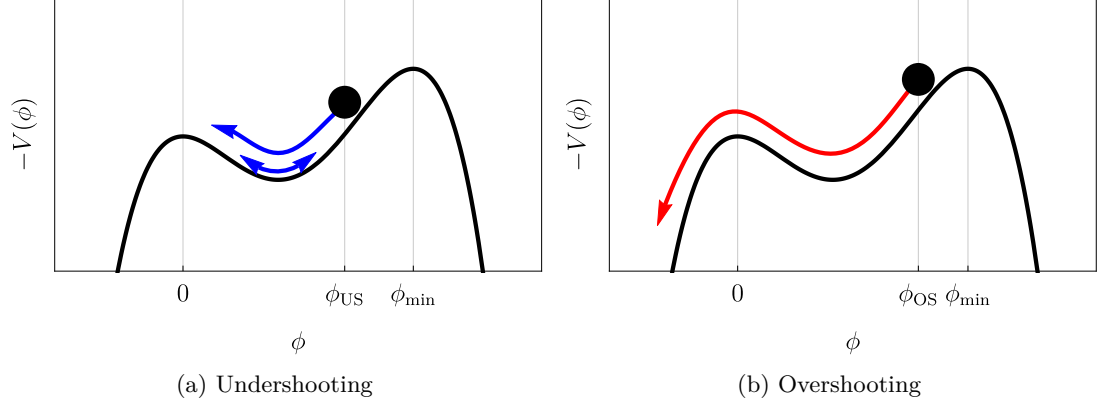 −V(ϕ)
0
ϕ_US
ϕ_min
ϕ
(a) Undershooting
−V(ϕ)
0
ϕ_OS
ϕ_min
ϕ
(b) Overshooting